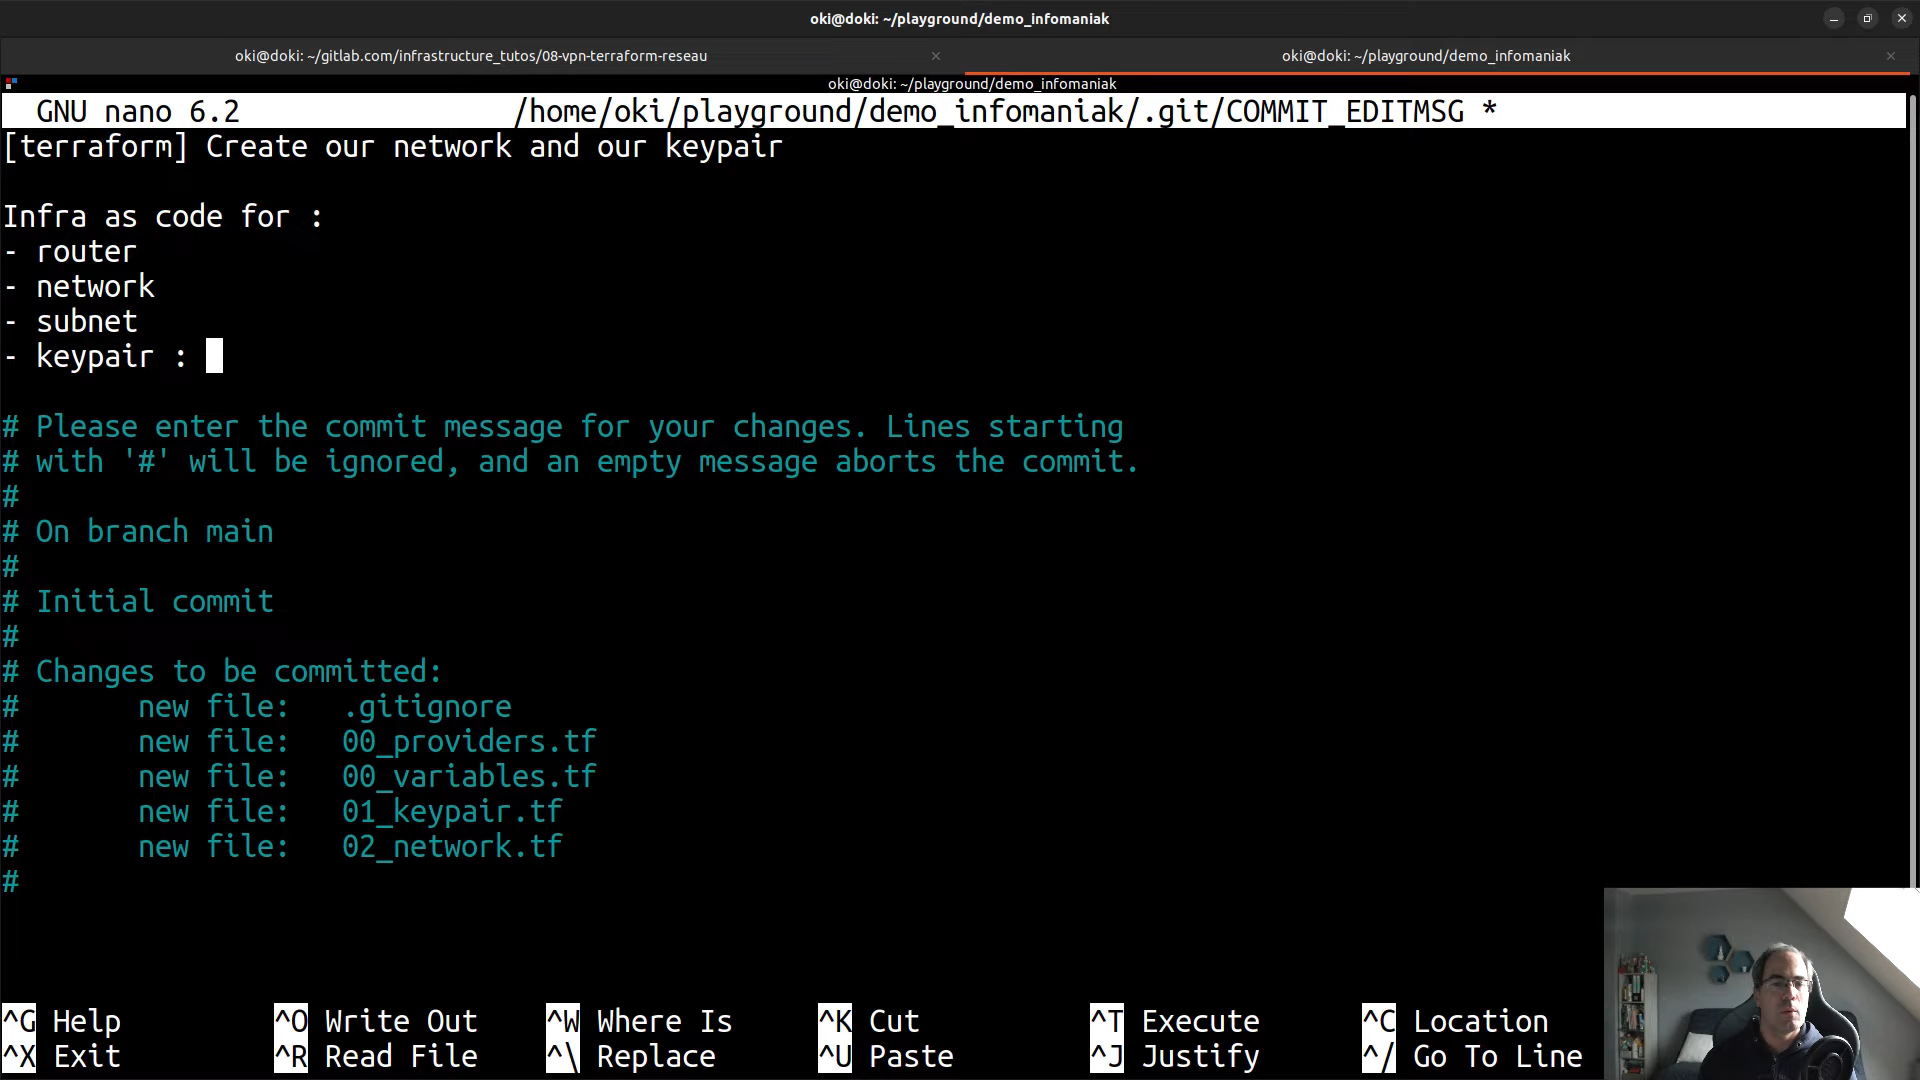 oki@doki: ~/playground/demo_infomaniak
oki@doki: ~/gitlab.com/infrastructure_tutos/08-vpn-terraform-reseau × oki@doki: ~/playground/demo_infomaniak ×
oki@doki: ~/playground/demo_infomaniak
GNU nano 6.2 /home/oki/playground/demo_infomaniak/.git/COMMIT_EDITMSG *
[terraform] Create our network and our keypair
Infra as code for :
- router
- network
- subnet
- keypair :
# Please enter the commit message for your changes. Lines starting
# with '#' will be ignored, and an empty message aborts the commit.
#
# On branch main
#
# Initial commit
#
# Changes to be committed:
#       new file:   .gitignore
#       new file:   00_providers.tf
#       new file:   00_variables.tf
#       new file:   01_keypair.tf
#       new file:   02_network.tf
#
^G Help ^O Write Out ^W Where Is ^K Cut ^T Execute ^C Location
^X Exit ^R Read File ^\ Replace ^U Paste ^J Justify ^/ Go To Line